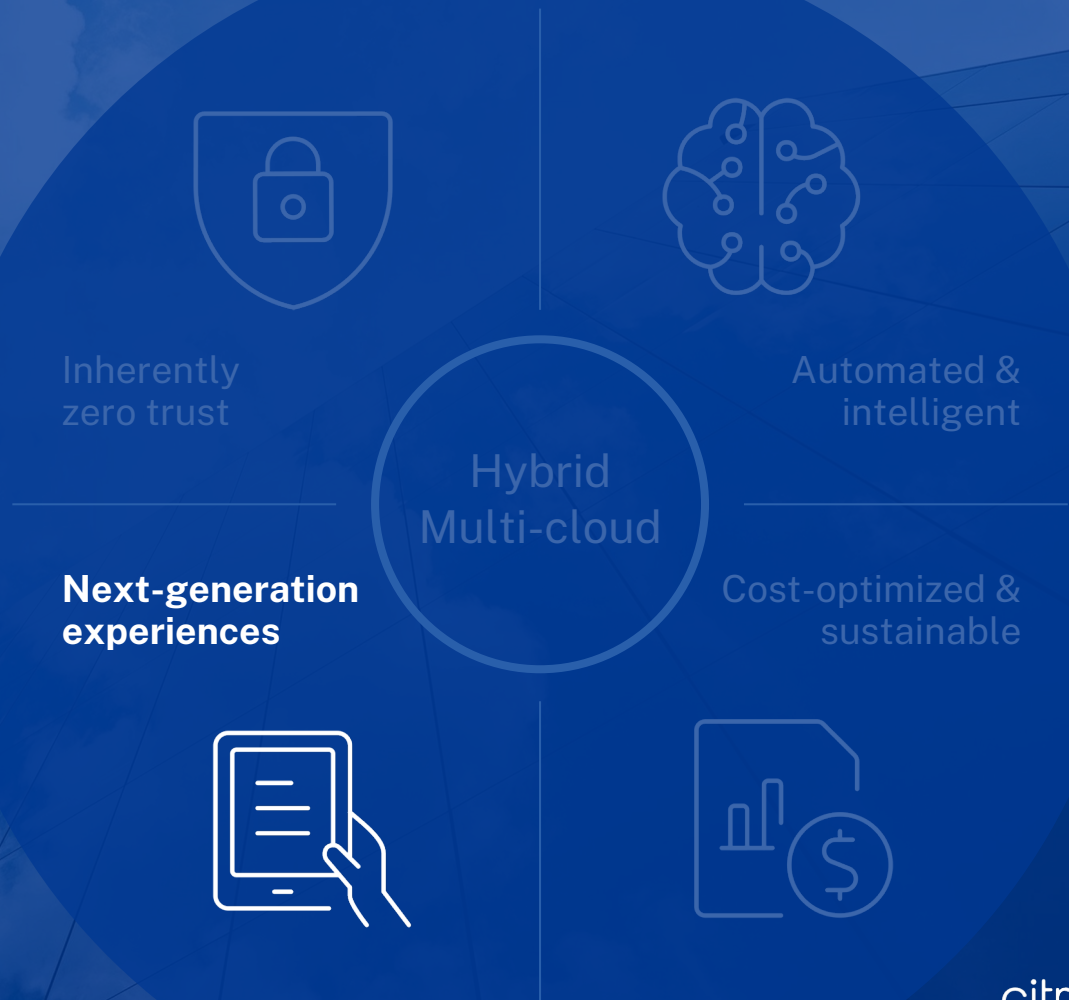 Inherently
zero trust
Automated &
intelligent
Hybrid
Multi-cloud
Next-generation
experiences
Cost-optimized &
sustainable
$